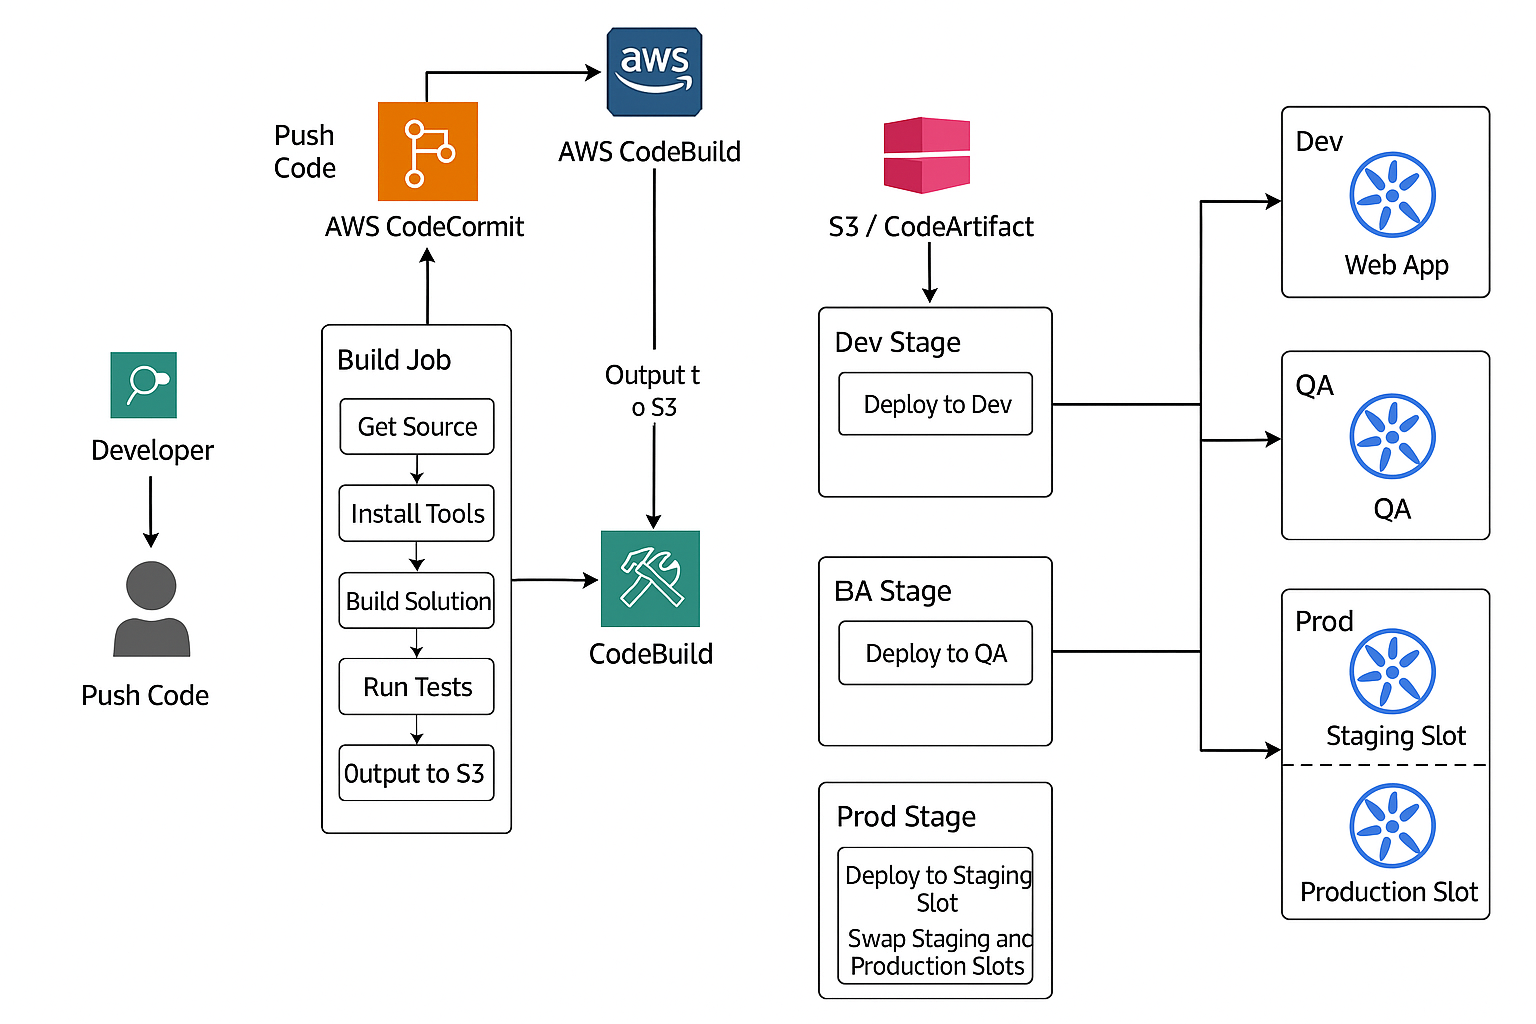 Push
Code
AWS CodeCormit
aws
AWS CodeBuild
Developer
Push Code
Build Job
Get Source
Install Tools
Build Solution
Run Tests
Output to S3
Output t
o S3
CodeBuild
S3 / CodeArtifact
Dev Stage
Deploy to Dev
BA Stage
Deploy to QA
Prod Stage
Deploy to Staging
Slot
Swap Staging and
Production Slots
Dev
Web App
QA
QA
Prod
Staging Slot
Production Slot